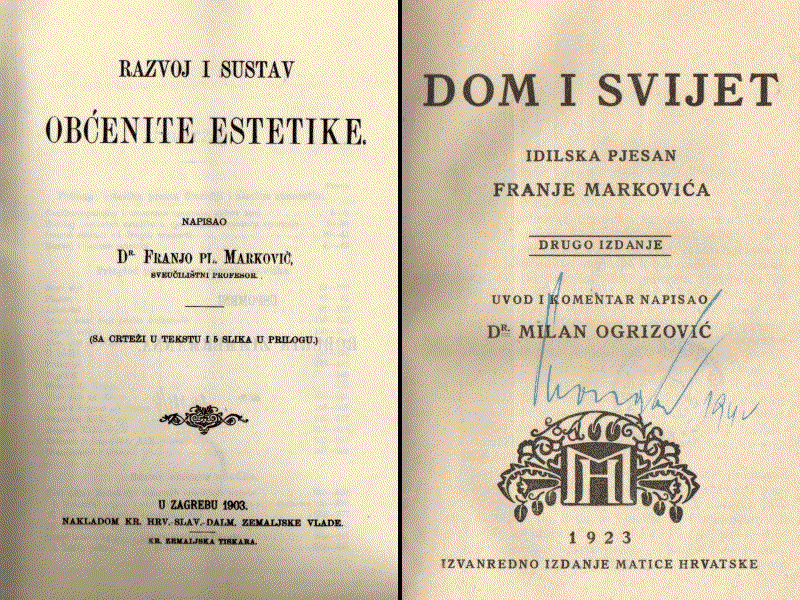 RAZVOJ I SUSTAV
OBĆENITE ESTETIKE.
NAPISAO
DR. FRANJO PL. MARKOVIĆ,
SVEUČILIŠTNI PROFESOR.
(SA CRTEŽI U TEKSTU I 5 SLIKA U PRILOGU.)
U ZAGREBU 1903.
NAKLADOM KR. HRV.-SLAV.-DALM. ZEMALJSKE VLADE.
KR. ZEMALJSKA TISKARA.
DOM I SVIJET
IDILSKA PJESAN
FRANJE MARKOVIĆA
DRUGO IZDANJE
UVOD I KOMENTAR NAPISAO
DR. MILAN OGRIZOVIĆ
MH
1923
IZVANREDNO IZDANJE MATICE HRVATSKE